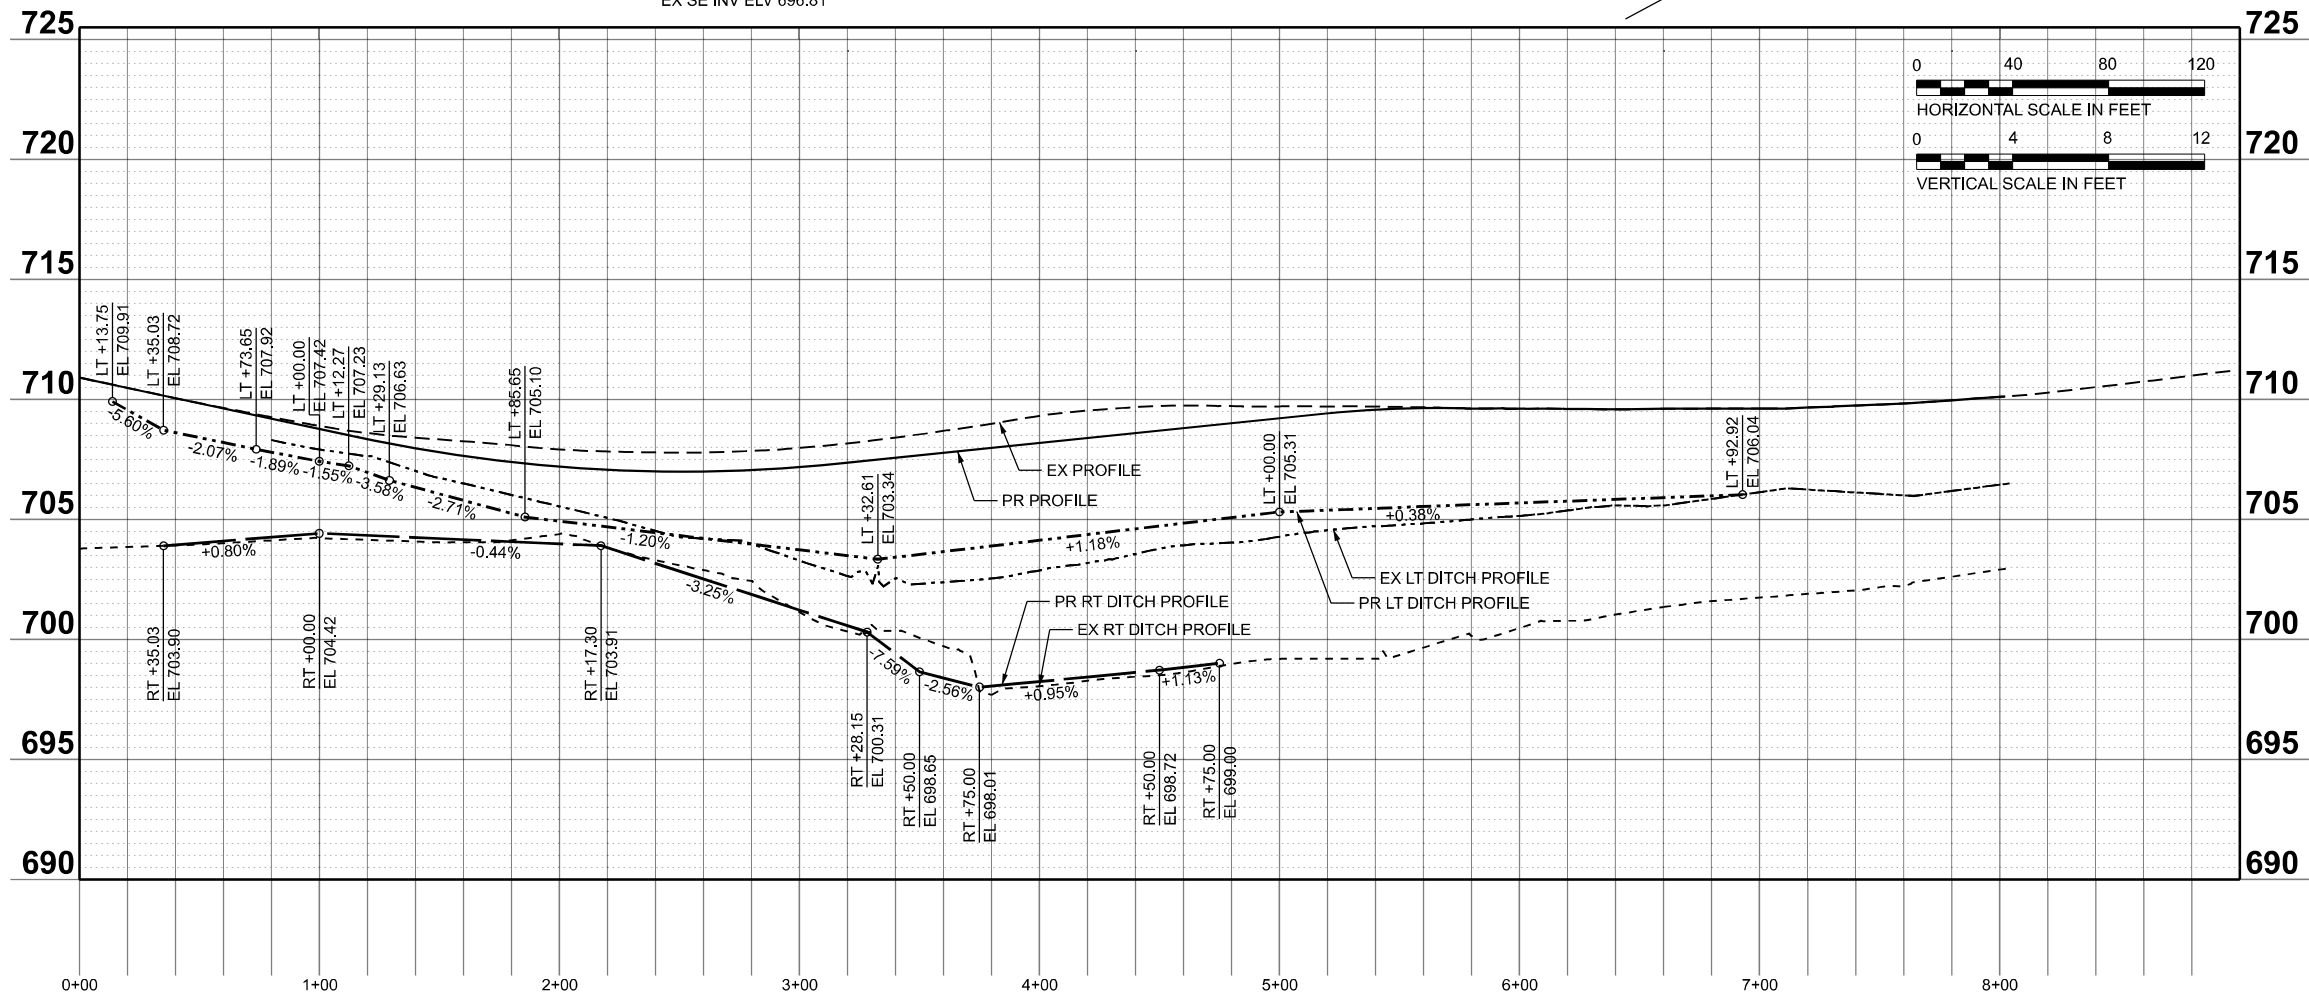 EX SE INV ELV 696.81
725
725
0 40 80 120
HORIZONTAL SCALE IN FEET
0 4 8 12
VERTICAL SCALE IN FEET
720
720
715
715
LT +13.75
EL 709.91
LT +35.03
EL 708.72
LT +73.65
EL 707.92
LT +00.00
EL 707.42
LT +12.27
EL 707.23
LT +29.13
EL 706.63
LT +85.65
EL 705.10
LT +32.61
EL 703.34
LT +00.00
EL 705.31
LT +92.92
EL 706.04
710
710
-5.60%
-2.07%
-1.89%
-1.55%
-3.58%
-2.71%
-1.20%
+1.18%
+0.38%
EX PROFILE
PR PROFILE
705
705
+0.80%
-0.44%
-3.25%
-7.59%
-2.56%
+0.95%
+1.13%
EX LT DITCH PROFILE
PR LT DITCH PROFILE
PR RT DITCH PROFILE
EX RT DITCH PROFILE
700
700
RT +35.03
EL 703.90
RT +00.00
EL 704.42
RT +17.30
EL 703.91
RT +28.15
EL 700.31
RT +50.00
EL 698.65
RT +75.00
EL 698.01
RT +50.00
EL 698.72
RT +75.00
EL 699.00
695
695
690
690
0+00 1+00 2+00 3+00 4+00 5+00 6+00 7+00 8+00